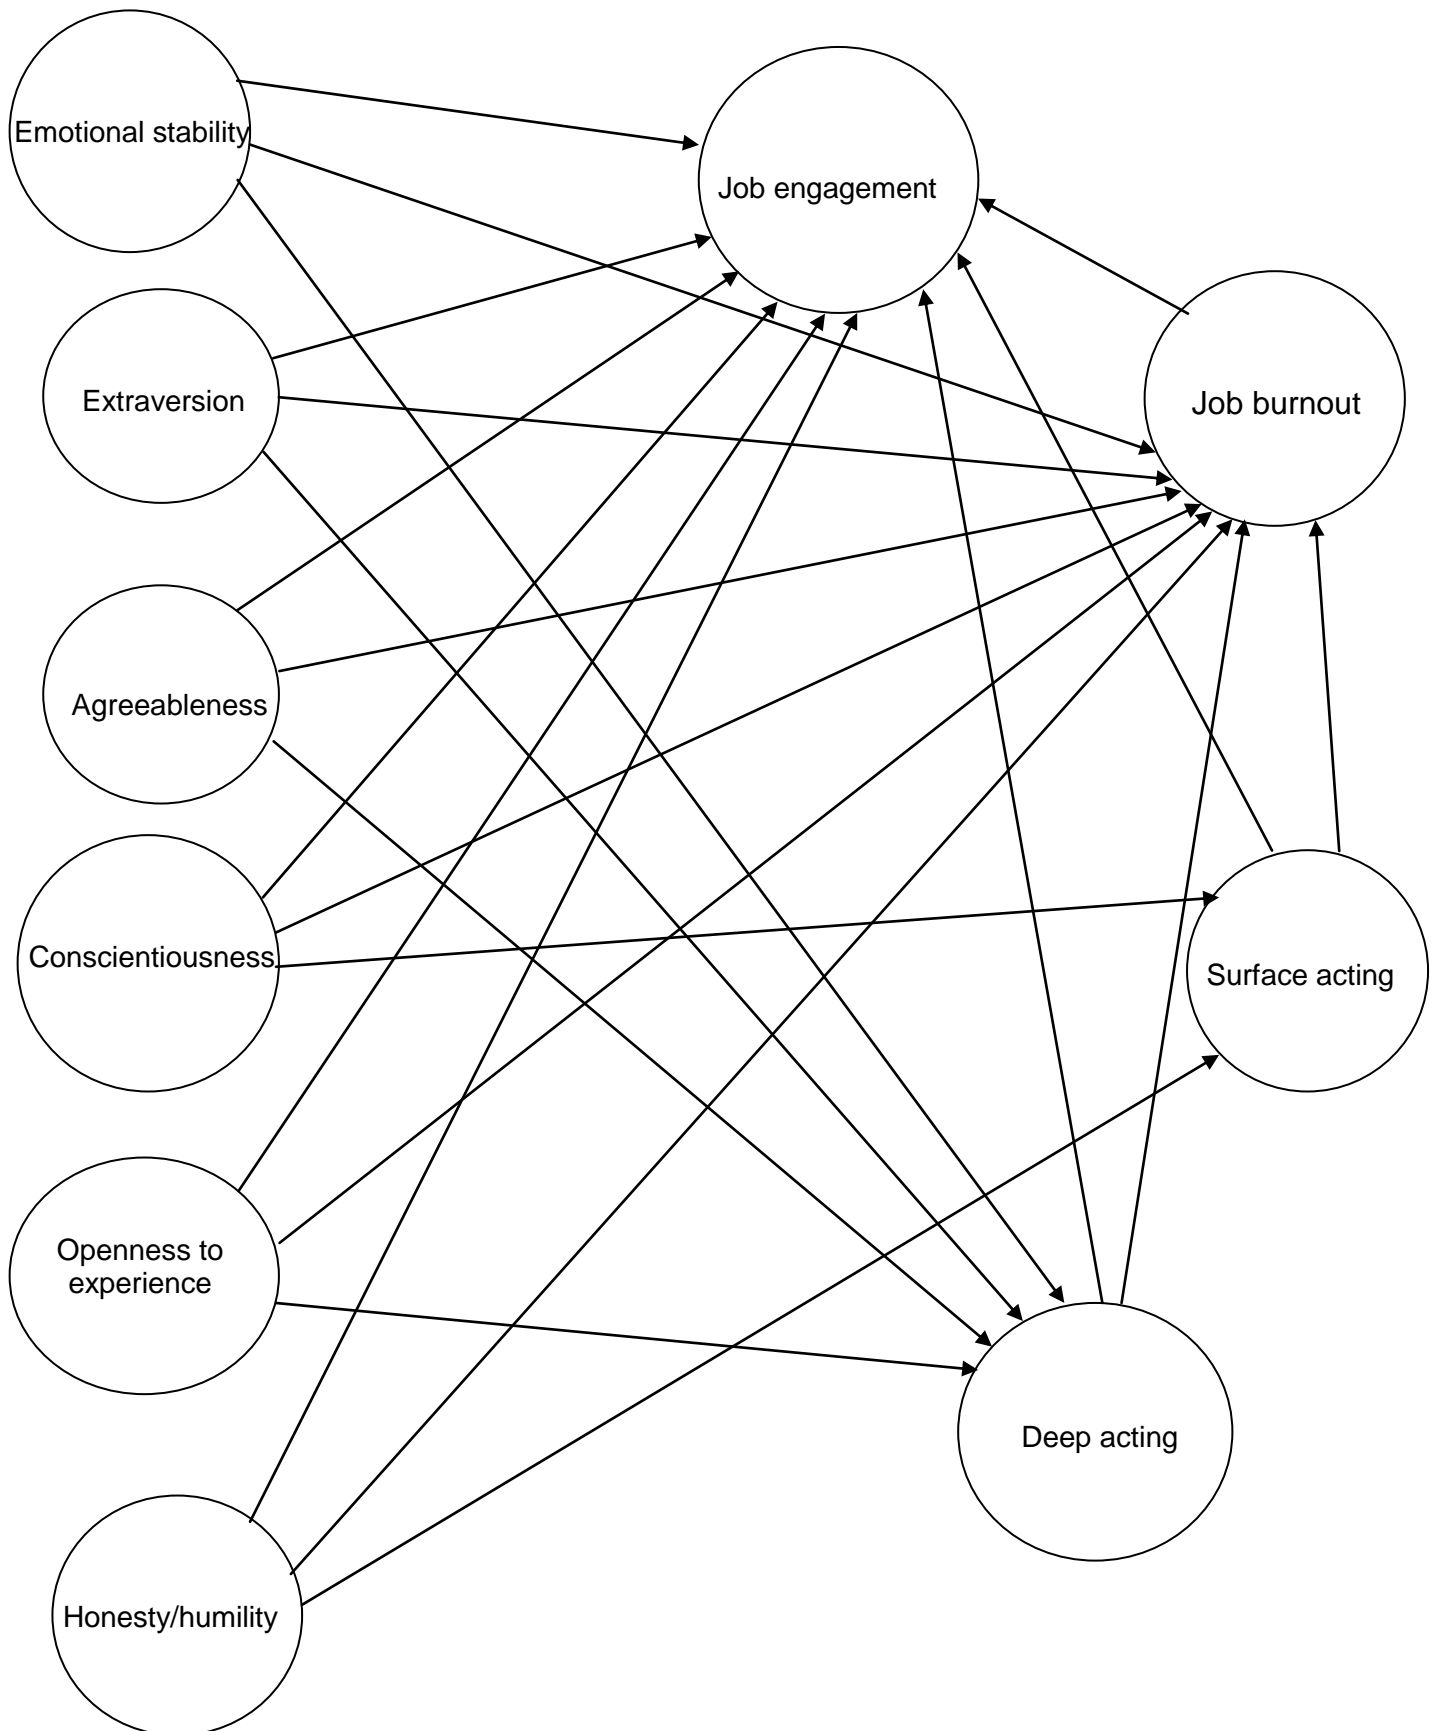 Emotional stability
Job engagement
Extraversion
Job burnout
Agreeableness
Conscientiousness
Surface acting
Openness to
experience
Deep acting
Honesty/humility